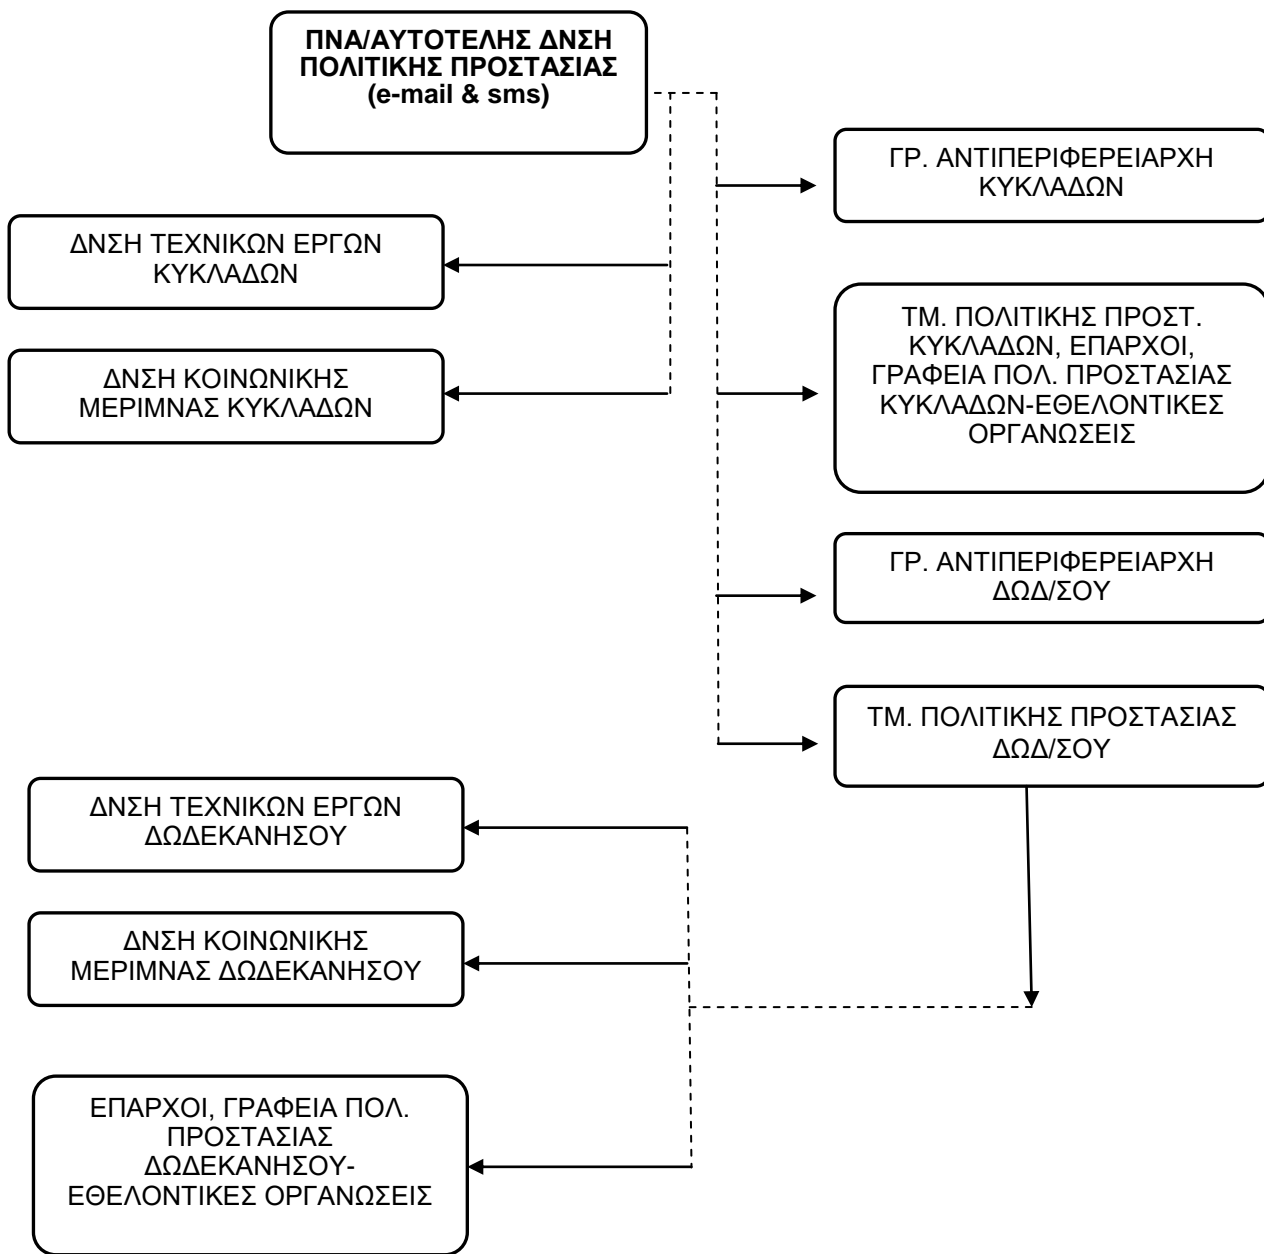 ΠΝΑ/ΑΥΤΟΤΕΛΗΣ ΔΝΣΗ
ΠΟΛΙΤΙΚΗΣ ΠΡΟΣΤΑΣΙΑΣ
(e-mail & sms)
ΓΡ. ΑΝΤΙΠΕΡΙΦΕΡΕΙΑΡΧΗ
ΚΥΚΛΑΔΩΝ
ΔΝΣΗ ΤΕΧΝΙΚΩΝ ΕΡΓΩΝ
ΚΥΚΛΑΔΩΝ
ΤΜ. ΠΟΛΙΤΙΚΗΣ ΠΡΟΣΤ.
ΚΥΚΛΑΔΩΝ, ΕΠΑΡΧΟΙ,
ΓΡΑΦΕΙΑ ΠΟΛ. ΠΡΟΣΤΑΣΙΑΣ
ΚΥΚΛΑΔΩΝ-ΕΘΕΛΟΝΤΙΚΕΣ
ΟΡΓΑΝΩΣΕΙΣ
ΔΝΣΗ ΚΟΙΝΩΝΙΚΗΣ
ΜΕΡΙΜΝΑΣ ΚΥΚΛΑΔΩΝ
ΓΡ. ΑΝΤΙΠΕΡΙΦΕΡΕΙΑΡΧΗ
ΔΩΔ/ΣΟΥ
ΤΜ. ΠΟΛΙΤΙΚΗΣ ΠΡΟΣΤΑΣΙΑΣ
ΔΩΔ/ΣΟΥ
ΔΝΣΗ ΤΕΧΝΙΚΩΝ ΕΡΓΩΝ
ΔΩΔΕΚΑΝΗΣΟΥ
ΔΝΣΗ ΚΟΙΝΩΝΙΚΗΣ
ΜΕΡΙΜΝΑΣ ΔΩΔΕΚΑΝΗΣΟΥ
ΕΠΑΡΧΟΙ, ΓΡΑΦΕΙΑ ΠΟΛ.
ΠΡΟΣΤΑΣΙΑΣ
ΔΩΔΕΚΑΝΗΣΟΥ-
ΕΘΕΛΟΝΤΙΚΕΣ ΟΡΓΑΝΩΣΕΙΣ